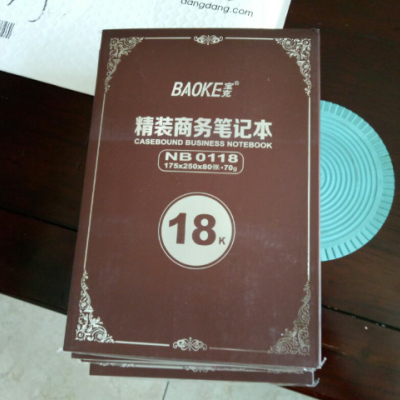 dangdang.com
BAOKE宝克®
精装商务笔记本
CASEBOUND BUSINESS NOTEBOOK
NB 0118
175x250x80张·70g
18K